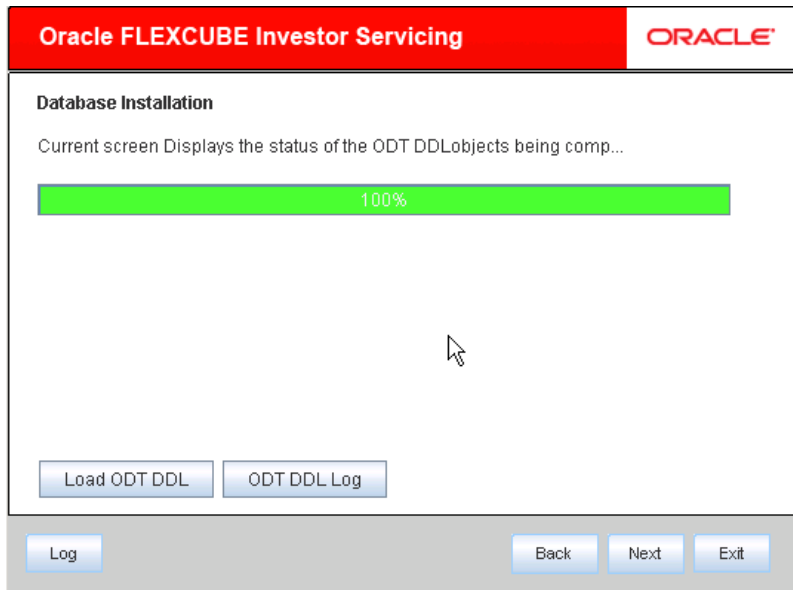 Oracle FLEXCUBE Investor Servicing
ORACLE
Database Installation
Current screen Displays the status of the ODT DDLobjects being comp...
100%
Load ODT DDL
ODT DDL Log
Log
Back
Next
Exit